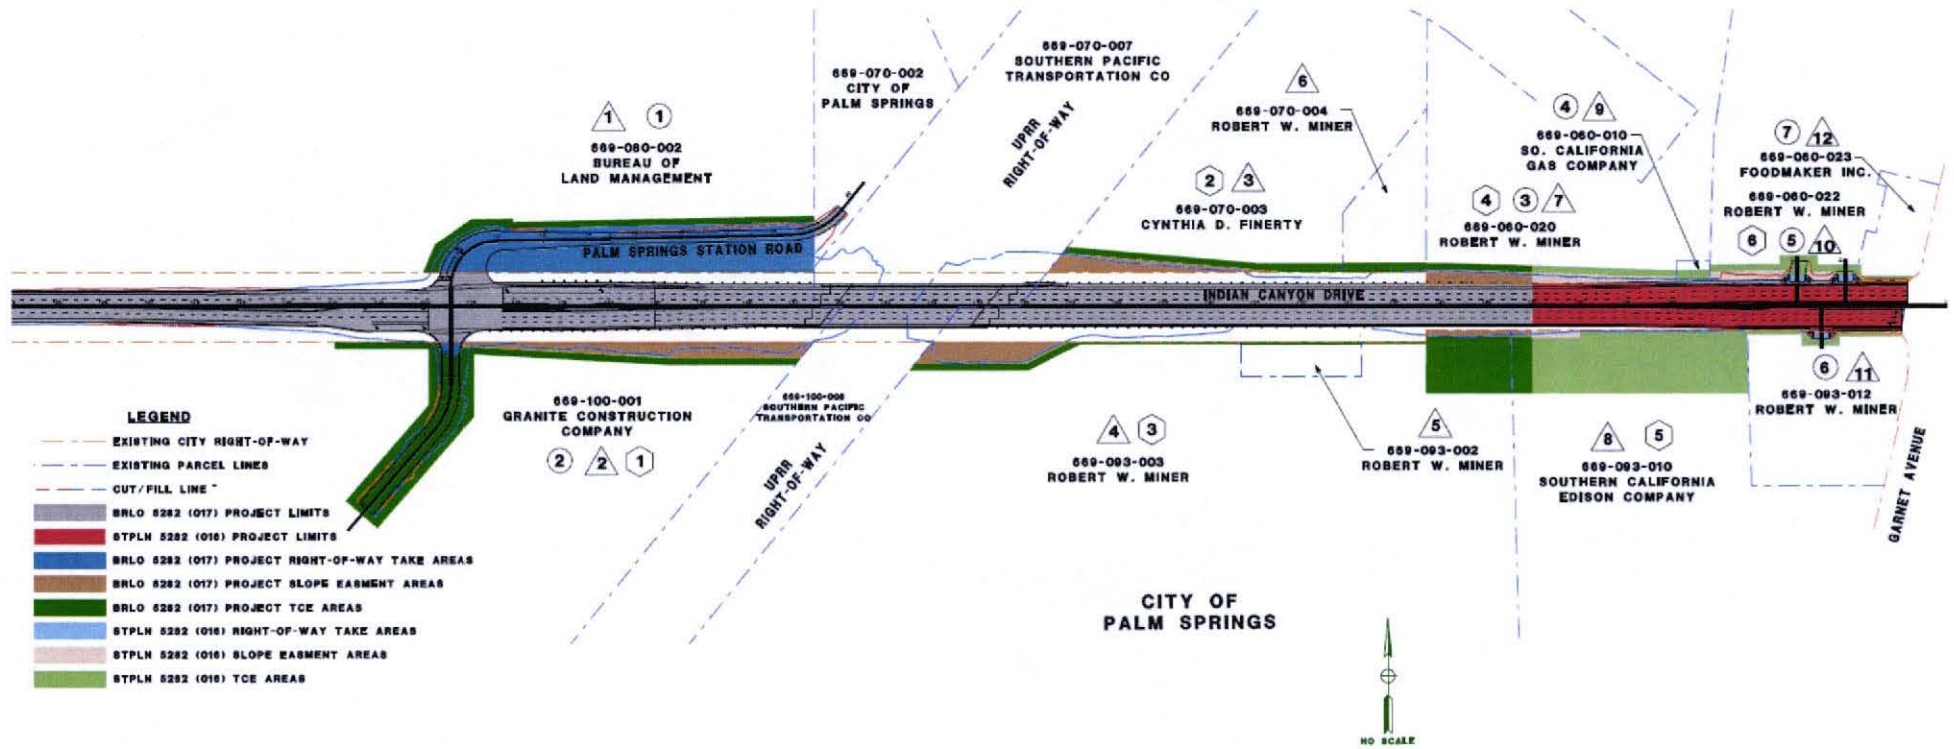 669-070-007
SOUTHERN PACIFIC
TRANSPORTATION CO
669-070-002
CITY OF
PALM SPRINGS
UPRR
RIGHT-OF-WAY
6
669-070-004
ROBERT W. MINER
1 1
669-080-002
BUREAU OF
LAND MANAGEMENT
4 9
669-060-010
SO. CALIFORNIA
GAS COMPANY
7 12
669-060-023
FOODMAKER INC.
669-060-022
ROBERT W. MINER
6 5 10
2 3
669-070-003
CYNTHIA D. FINERTY
4 3 7
669-060-020
ROBERT W. MINER
PALM SPRINGS STATION ROAD
INDIAN CANYON DRIVE
669-100-001
GRANITE CONSTRUCTION
COMPANY
2 2 1
SOUTHERN PACIFIC
TRANSPORTATION CO
UPRR
RIGHT-OF-WAY
4 3
669-093-003
ROBERT W. MINER
5
669-093-002
ROBERT W. MINER
8 5
669-093-010
SOUTHERN CALIFORNIA
EDISON COMPANY
6 11
669-093-012
ROBERT W. MINER
GARNET AVENUE
LEGEND
EXISTING CITY RIGHT-OF-WAY
EXISTING PARCEL LINES
CUT/FILL LINE
BRLO 5282 (017) PROJECT LIMITS
STPLN 5282 (016) PROJECT LIMITS
BRLO 5282 (017) PROJECT RIGHT-OF-WAY TAKE AREAS
BRLO 5282 (017) PROJECT SLOPE EASMENT AREAS
BRLO 5282 (017) PROJECT TCE AREAS
STPLN 5282 (016) RIGHT-OF-WAY TAKE AREAS
STPLN 5282 (016) SLOPE EASMENT AREAS
STPLN 5282 (016) TCE AREAS
CITY OF
PALM SPRINGS
NO SCALE